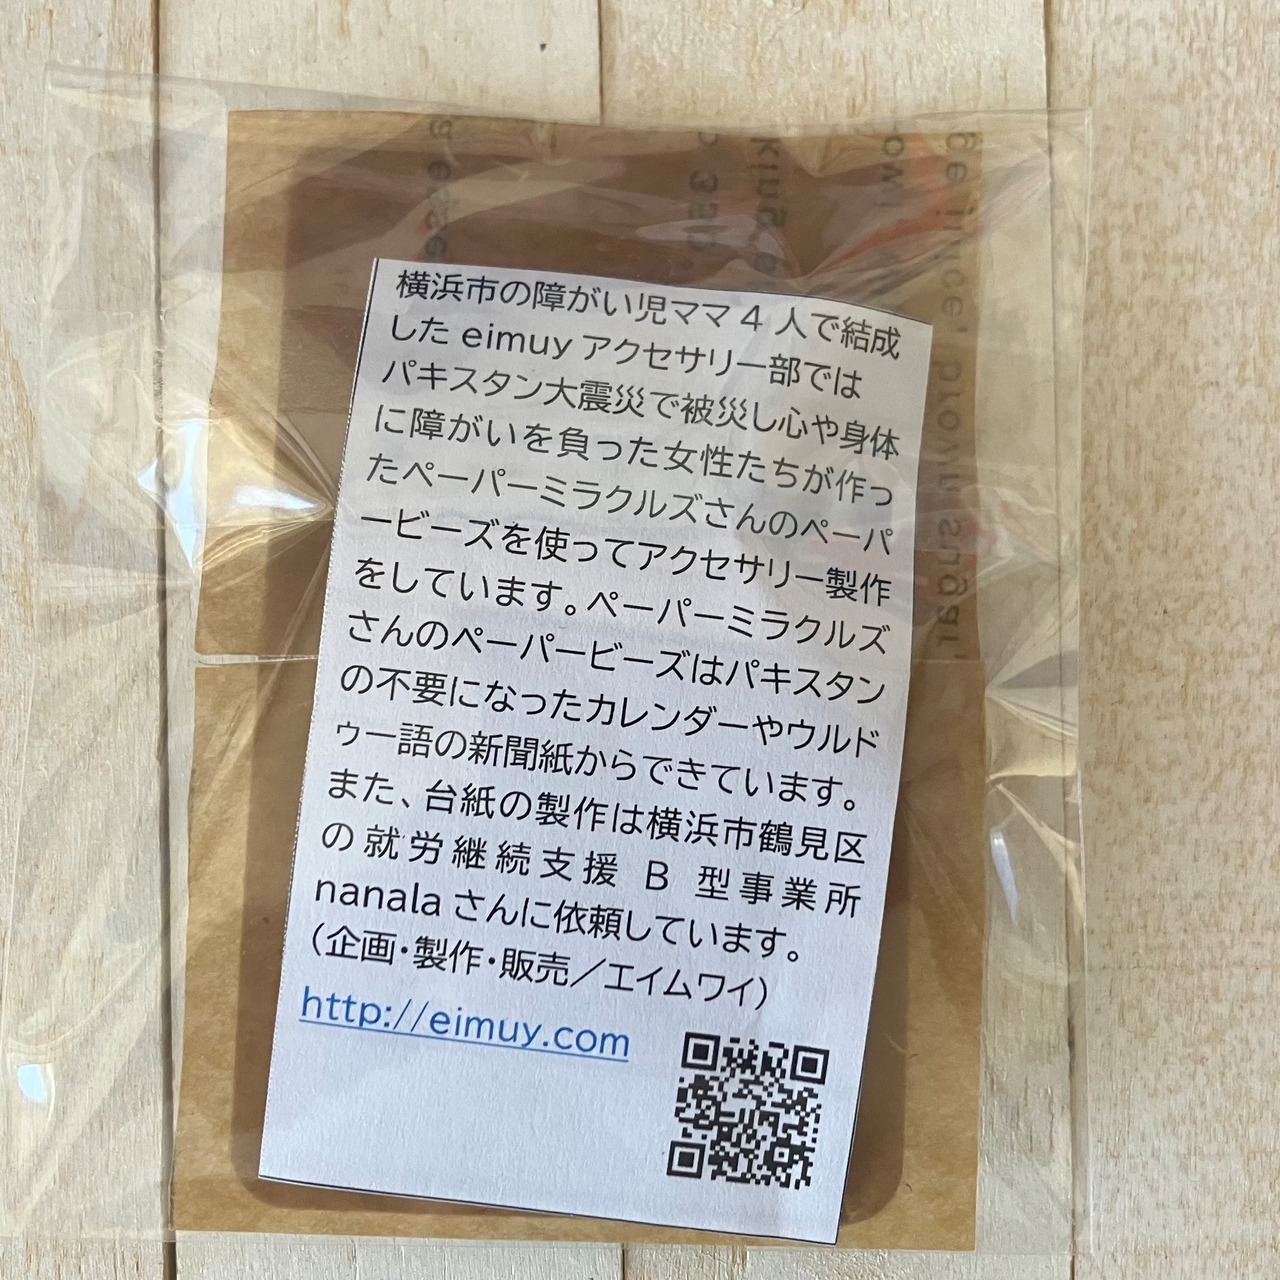 横浜市の障がい児ママ 4 人で結成
した eimuy アクセサリー部では
パキスタン大震災で被災し心や身体
に障がいを負った女性たちが作っ
たペーパーミラクルズさんのペーパ
ービーズを使ってアクセサリー製作
をしています。ペーパーミラクルズ
さんのペーパービーズはパキスタン
の不要になったカレンダーやウルド
ゥー語の新聞紙からできています。
また、台紙の製作は横浜市鶴見区
の就労継続支援 B 型事業所
nanala さんに依頼しています。
（企画・製作・販売／エイムワイ）
http://eimuy.com
brown sugar,